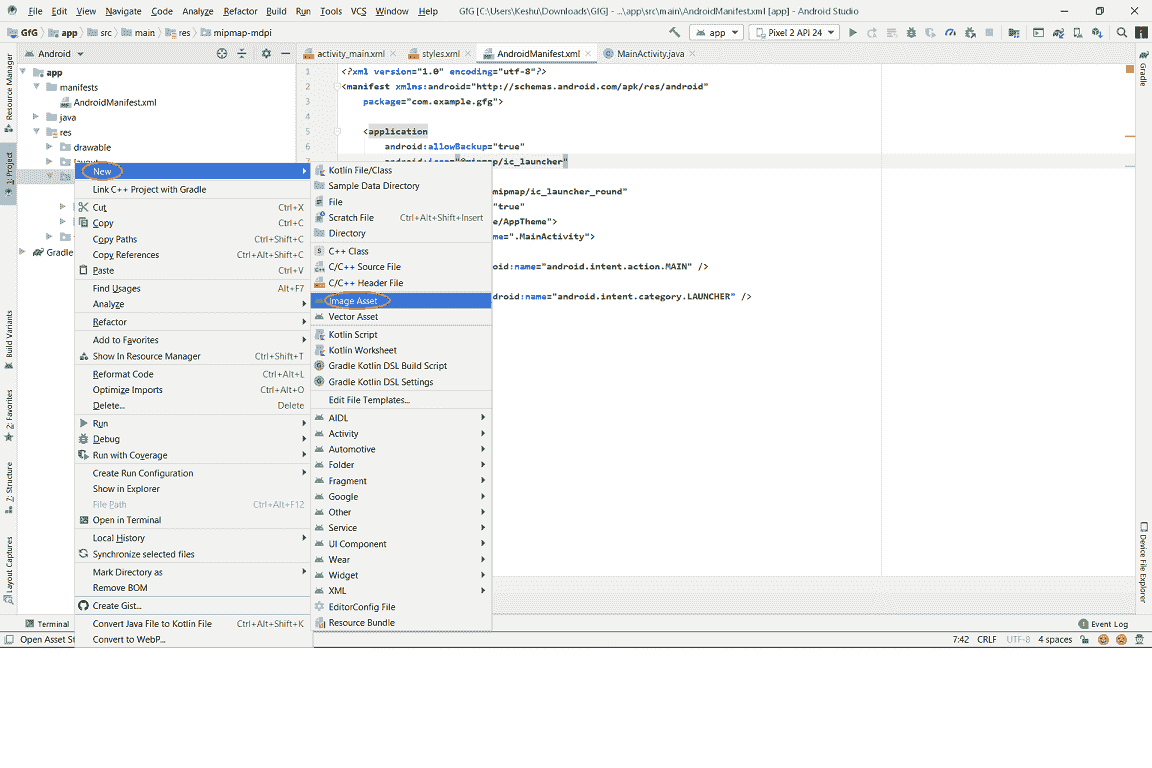 File Edit View Navigate Code Analyze Refactor Build Run Tools VCS Window Help GfG [C:\Users\Keshu\Downloads\GfG] - ...\app\src\main\AndroidManifest.xml [app] - Android Studio
GfG app src main res mipmap-mdpi app Pixel 2 API 24
Android activity_main.xml styles.xml AndroidManifest.xml MainActivity.java
Resource Manager
1: Project
Build Variants
2: Favorites
7: Structure
Layout Captures
app
manifests
AndroidManifest.xml
java
res
drawable
Gradle
1 <?xml version="1.0" encoding="utf-8"?>
2 <manifest xmlns:android="http://schemas.android.com/apk/res/android"
3 package="com.example.gfg">
4
5 <application
6 android:allowBackup="true"
7 android:icon="@mipmap/ic_launcher"
mipmap/ic_launcher_round"
"true"
e/AppTheme">
me=".MainActivity">
oid:name="android.intent.action.MAIN" />
droid:name="android.intent.category.LAUNCHER" />
New
Link C++ Project with Gradle
Cut Ctrl+X
Copy Ctrl+C
Copy Paths Ctrl+Shift+C
Copy References Ctrl+Alt+Shift+C
Paste Ctrl+V
Find Usages Alt+F7
Analyze
Refactor
Add to Favorites
Show In Resource Manager Ctrl+Shift+T
Reformat Code Ctrl+Alt+L
Optimize Imports Ctrl+Alt+O
Delete... Delete
Run
Debug
Run with Coverage
Create Run Configuration
Show in Explorer
File Path Ctrl+Alt+F12
Open in Terminal
Local History
Synchronize selected files
Mark Directory as
Remove BOM
Create Gist...
Convert Java File to Kotlin File Ctrl+Alt+Shift+K
Convert to WebP...
Kotlin File/Class
Sample Data Directory
File
Scratch File Ctrl+Alt+Shift+Insert
Directory
C++ Class
C/C++ Source File
C/C++ Header File
Image Asset
Vector Asset
Kotlin Script
Kotlin Worksheet
Gradle Kotlin DSL Build Script
Gradle Kotlin DSL Settings
Edit File Templates...
AIDL
Activity
Automotive
Folder
Fragment
Google
Other
Service
UI Component
Wear
Widget
XML
EditorConfig File
Resource Bundle
Gradle
Device File Explorer
Terminal 1 Event Log
Open Asset St 7:42 CRLF UTF-8 4 spaces